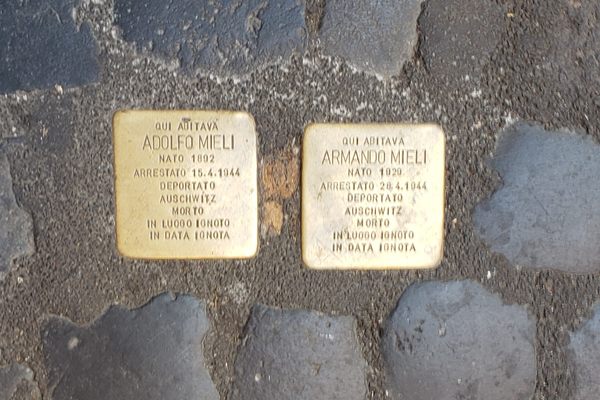 QUI ABITAVA
ADOLFO MIELI
NATO 1892
ARRESTATO 15.4.1944
DEPORTATO
AUSCHWITZ
MORTO
IN LUOGO IGNOTO
IN DATA IGNOTA
QUI ABITAVA
ARMANDO MIELI
NATO 1929
ARRESTATO 28.4.1944
DEPORTATO
AUSCHWITZ
MORTO
IN LUOGO IGNOTO
IN DATA IGNOTA